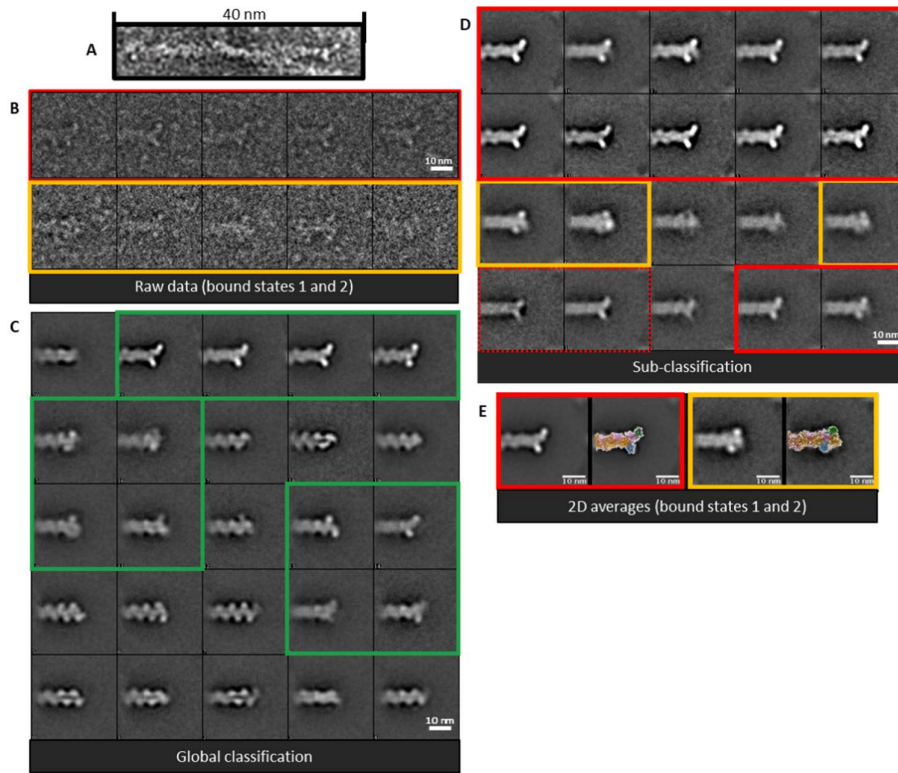 40 nm
A
B
10 nm
Raw data (bound states 1 and 2)
C
10 nm
Global classification
D
10 nm
Sub-classification
E
10 nm
10 nm
10 nm
10 nm
2D averages (bound states 1 and 2)